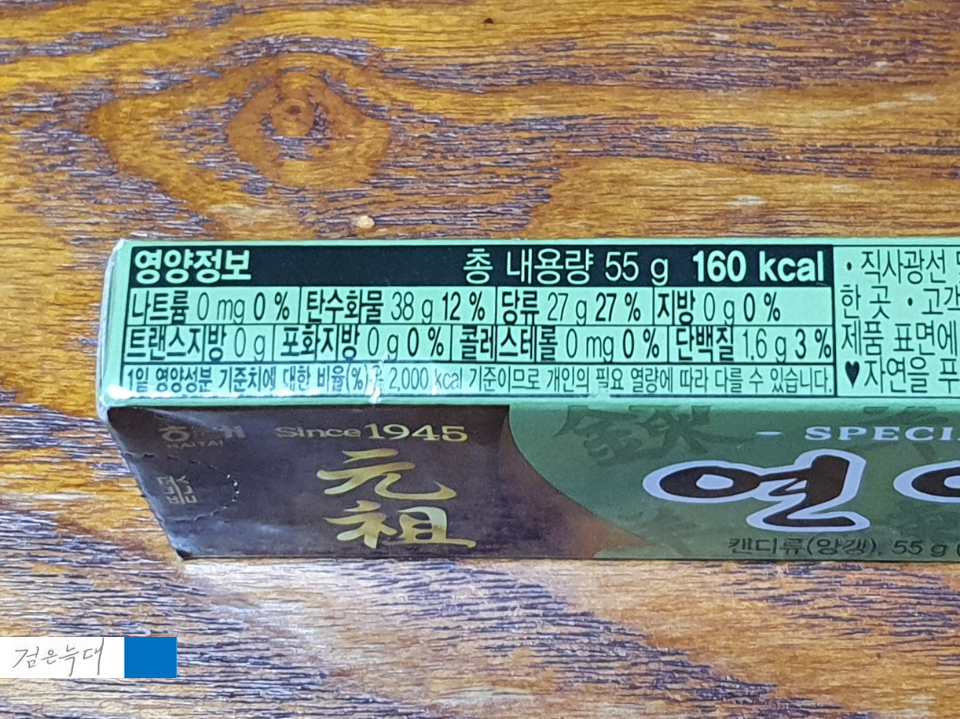 영양정보 총 내용량 55 g 160 kcal
나트륨 0 mg 0 % 탄수화물 38 g 12 % 당류 27 g 27 % 지방 0 g 0 %
트랜스지방 0 g 포화지방 0 g 0 % 콜레스테롤 0 mg 0 % 단백질 1.6 g 3 %
1일 영양성분 기준치에 대한 비율(%)은 2,000 kcal 기준이므로 개인의 필요 열량에 따라 다를 수 있습니다.
· 직사광선
한 곳 · 고객
제품 표면에
♥자연을 푸
해태 since1945
HAITAI
元
祖
- SPECI
연
캔디류(양갱), 55 g (
검은늑대